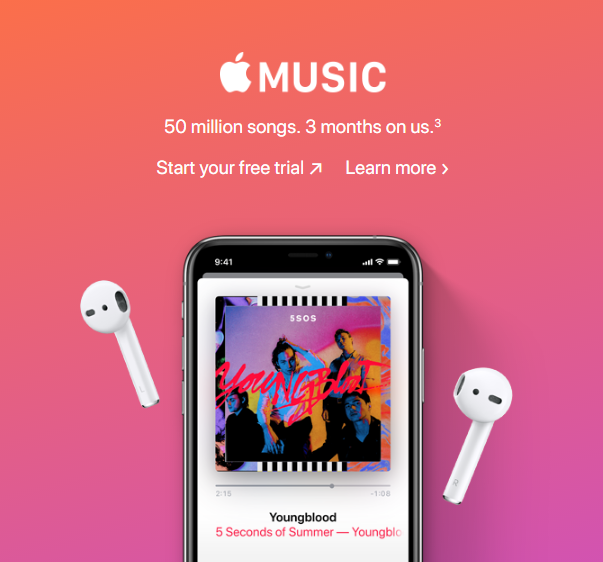 MUSIC
50 million songs. 3 months on us.³
Start your free trial ↗ Learn more ›
9:41
5SOS
Youngblood
2:15 -1:08
Youngblood
5 Seconds of Summer — Youngblo